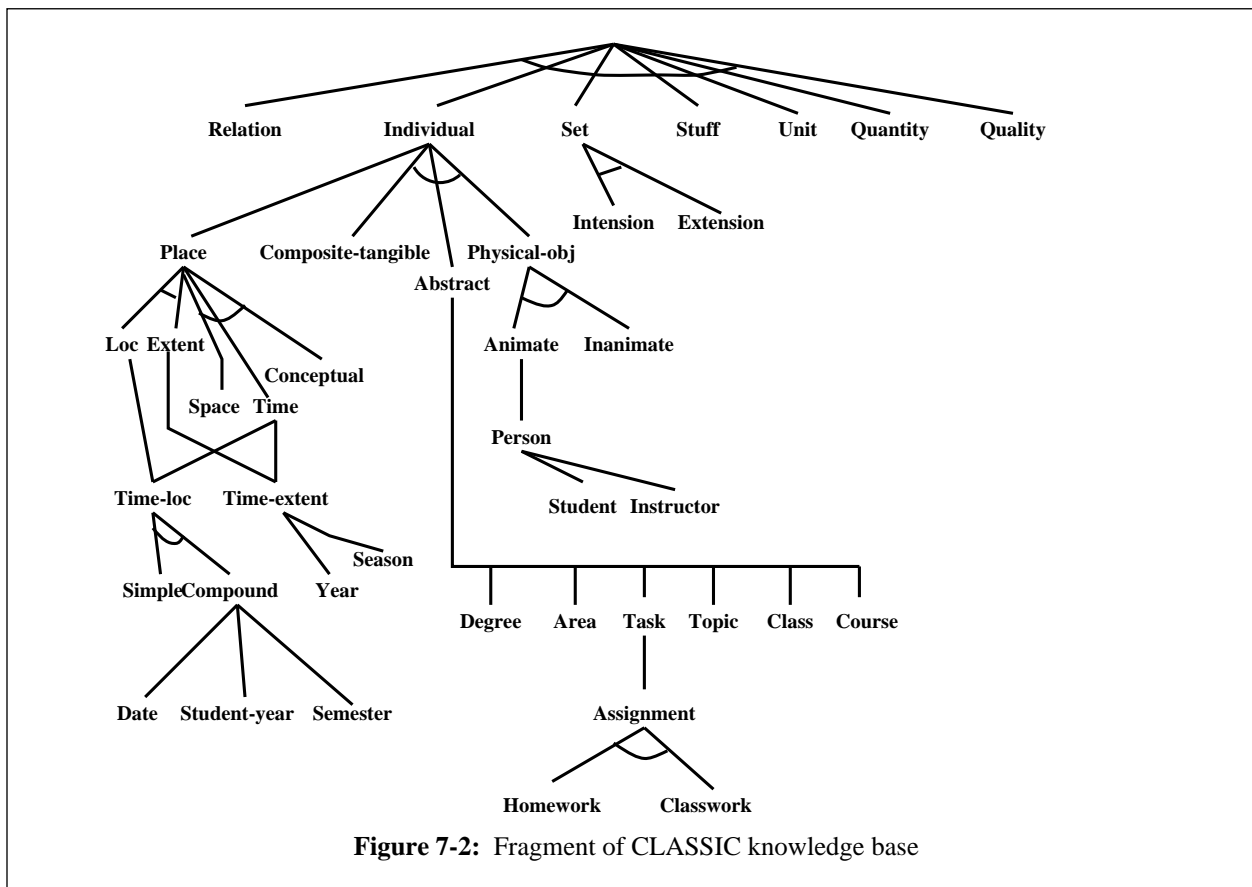 Relation Individual Set Stuff Unit Quantity Quality
Intension Extension
Place Composite-tangible Physical-obj
Abstract
Loc Extent Animate Inanimate
Conceptual
Space Time
Person
Time-loc Time-extent Student Instructor
Season
Simple Compound Year
Degree Area Task Topic Class Course
Date Student-year Semester Assignment
Homework Classwork
Figure 7-2: Fragment of CLASSIC knowledge base